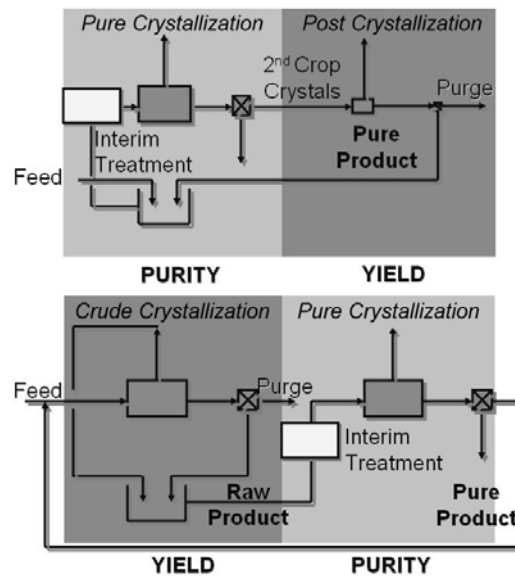 Pure Crystallization
Post Crystallization
2nd Crop
Crystals
Purge
Interim
Treatment
Pure
Product
Feed
PURITY
YIELD
Crude Crystallization
Pure Crystallization
Feed
Purge
Interim
Treatment
Raw
Product
Pure
Product
YIELD
PURITY